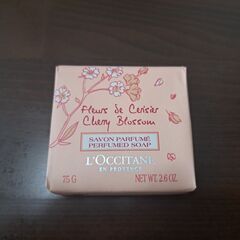 Fleurs de Cerisier
Cherry Blossom
SAVON PARFUMÉ
PERFUMED SOAP
L'OCCITANE
EN PROVENCE
75 G NET WT. 2.6 OZ.